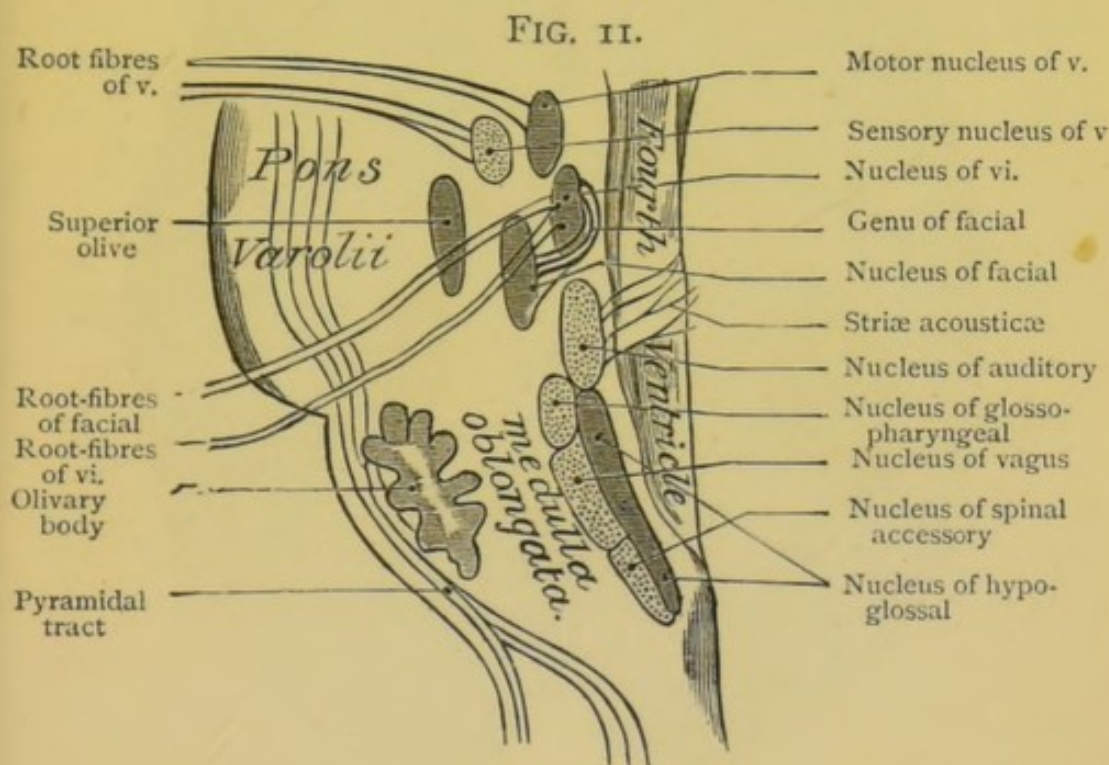 FIG. 11.
Root fibres
of v.
Pons
Varolii
Superior
olive
Root-fibres
of facial
Root-fibres
of vi.
Olivary
body
Pyramidal
tract
medulla
oblongata.
Fourth
Ventricle
Motor nucleus of v.
Sensory nucleus of v
Nucleus of vi.
Genu of facial
Nucleus of facial
Striæ acousticæ
Nucleus of auditory
Nucleus of glosso-
pharyngeal
Nucleus of vagus
Nucleus of spinal
accessory
Nucleus of hypo-
glossal